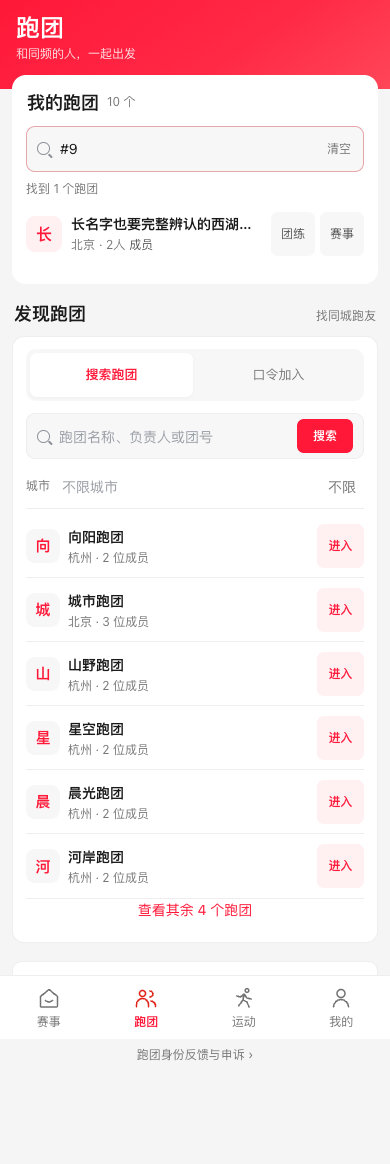 跑团
和同频的人，一起出发
我的跑团 10 个
#9 清空
找到 1 个跑团
长 长名字也要完整辨认的西湖... 团练 赛事
北京 · 2人 成员
发现跑团 找同城跑友
搜索跑团 口令加入
跑团名称、负责人或团号 搜索
城市 不限城市 不限
向 向阳跑团 进入
杭州 · 2 位成员
城 城市跑团 进入
北京 · 3 位成员
山 山野跑团 进入
杭州 · 2 位成员
星 星空跑团 进入
杭州 · 2 位成员
晨 晨光跑团 进入
杭州 · 2 位成员
河 河岸跑团 进入
杭州 · 2 位成员
查看其余 4 个跑团
赛事 跑团 运动 我的
跑团身份反馈与申诉 ›